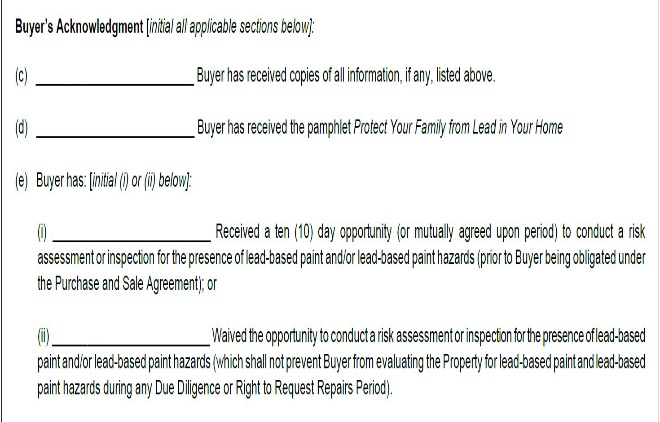 Buyer's Acknowledgment [initial all applicable sections below]:
(c) ____________________ Buyer has received copies of all information, if any, listed above.
(d) ____________________ Buyer has received the pamphlet Protect Your Family from Lead in Your Home
(e) Buyer has: [initial (i) or (ii) below]:
(i) ____________________ Received a ten (10) day opportunity (or mutually agreed upon period) to conduct a risk
assessment or inspection for the presence of lead-based paint and/or lead-based paint hazards (prior to Buyer being obligated under
the Purchase and Sale Agreement); or
(ii) ____________________ Waived the opportunity to conduct a risk assessment or inspection for the presence of lead-based
paint and/or lead-based paint hazards (which shall not prevent Buyer from evaluating the Property for lead-based paint and lead-based
paint hazards during any Due Diligence or Right to Request Repairs Period).